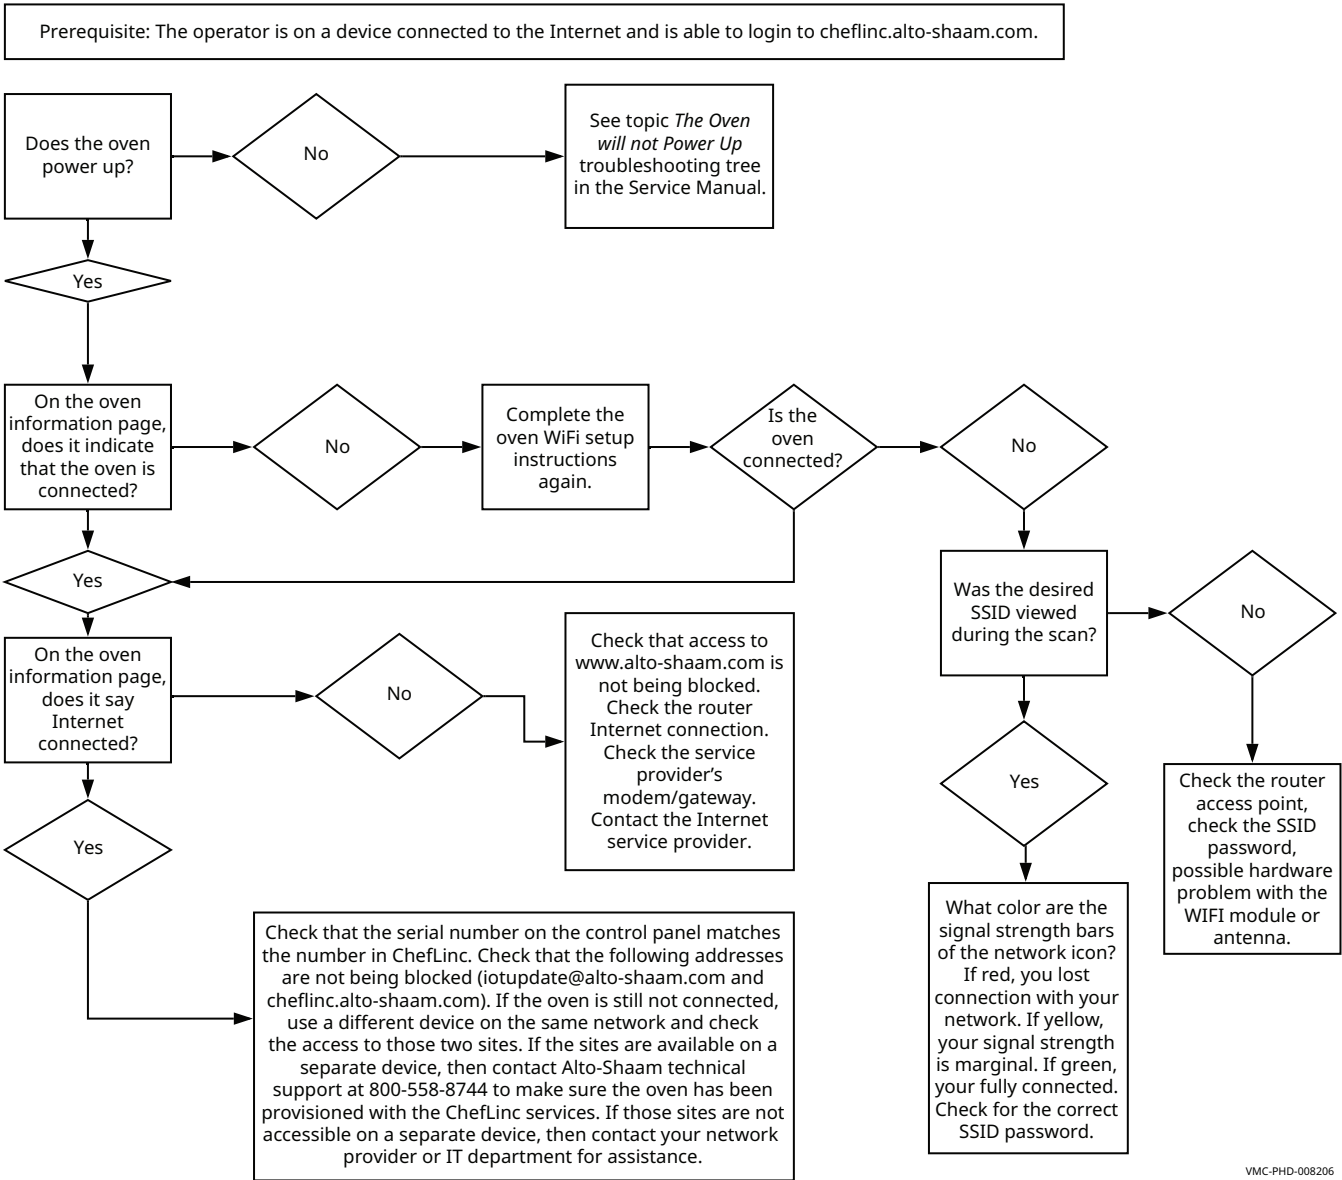 Prerequisite: The operator is on a device connected to the Internet and is able to login to cheflinc.alto-shaam.com.
Does the oven
power up?
No
See topic The Oven
will not Power Up
troubleshooting tree
in the Service Manual.
Yes
On the oven
information page,
does it indicate
that the oven is
connected?
No
Complete the
oven WiFi setup
instructions
again.
Is the
oven
connected?
No
Yes
Was the desired
SSID viewed
during the scan?
No
On the oven
information page,
does it say
Internet
connected?
No
Check that access to
www.alto-shaam.com is
not being blocked.
Check the router
Internet connection.
Check the service
provider’s
modem/gateway.
Contact the Internet
service provider.
Yes
Check the router
access point,
check the SSID
password,
possible hardware
problem with the
WIFI module or
antenna.
Yes
Check that the serial number on the control panel matches
the number in ChefLinc. Check that the following addresses
are not being blocked (iotupdate@alto-shaam.com and
cheflinc.alto-shaam.com). If the oven is still not connected,
use a different device on the same network and check
the access to those two sites. If the sites are available on a
separate device, then contact Alto-Shaam technical
support at 800-558-8744 to make sure the oven has been
provisioned with the ChefLinc services. If those sites are not
accessible on a separate device, then contact your network
provider or IT department for assistance.
What color are the
signal strength bars
of the network icon?
If red, you lost
connection with your
network. If yellow,
your signal strength
is marginal. If green,
your fully connected.
Check for the correct
SSID password.
VMC-PHD-008206